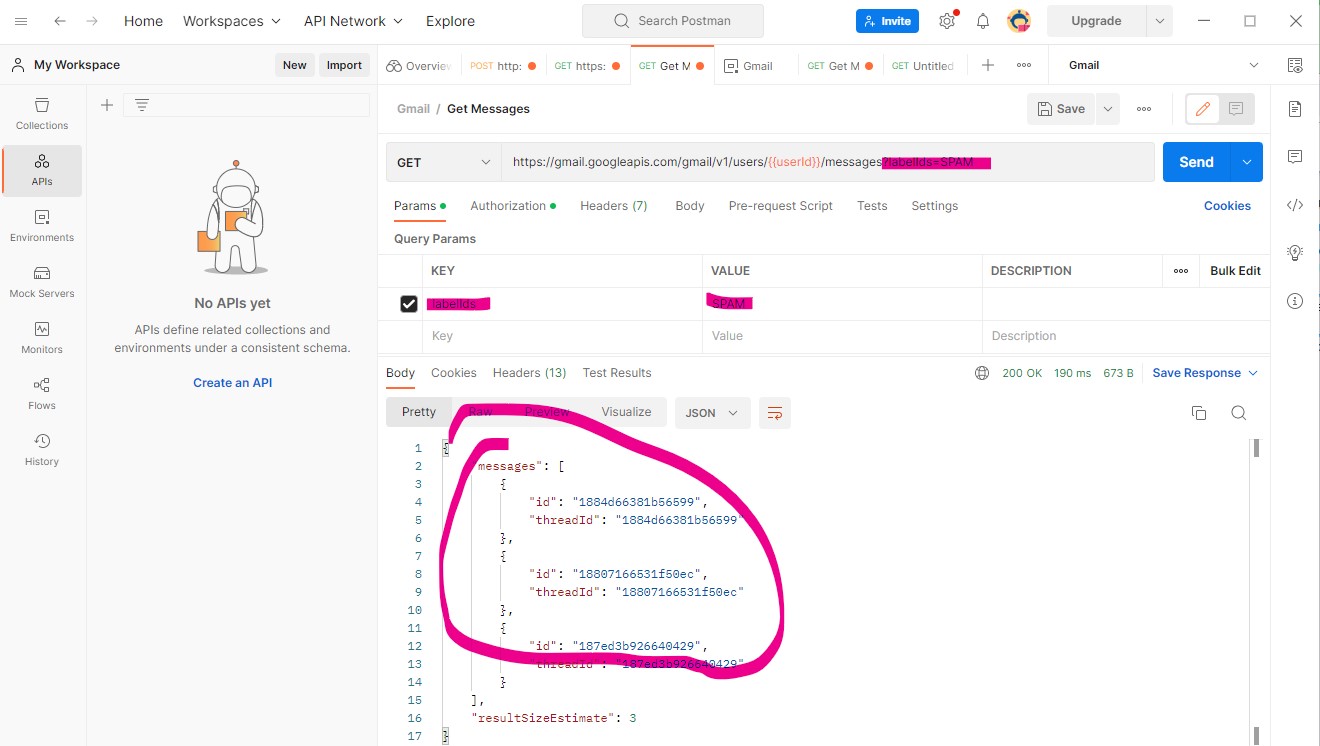 Home Workspaces API Network Explore Search Postman Invite Upgrade
My Workspace New Import
Overview POST http: GET https: GET Get M Gmail GET Get M GET Untitled Gmail
Collections
APIs
Environments
Mock Servers
Monitors
Flows
History
No APIs yet
APIs define related collections and
environments under a consistent schema.
Create an API
Gmail / Get Messages Save
GET https://gmail.googleapis.com/gmail/v1/users/{{userId}}/messages?labelIds=SPAM Send
Params Authorization Headers (7) Body Pre-request Script Tests Settings Cookies
Query Params
KEY VALUE DESCRIPTION Bulk Edit
labelIds SPAM
Key Value Description
Body Cookies Headers (13) Test Results 200 OK 190 ms 673 B Save Response
Pretty Raw Preview Visualize JSON
1 {
2 messages": [
3 {
4 "id": "1884d66381b56599",
5 "threadId": "1884d66381b56599"
6 },
7 {
8 "id": "18807166531f50ec",
9 "threadId": "18807166531f50ec"
10 },
11 {
12 "id": "187ed3b926640429",
13 "threadId": "187ed3b926640429"
14 }
15 ],
16 "resultSizeEstimate": 3
17 }